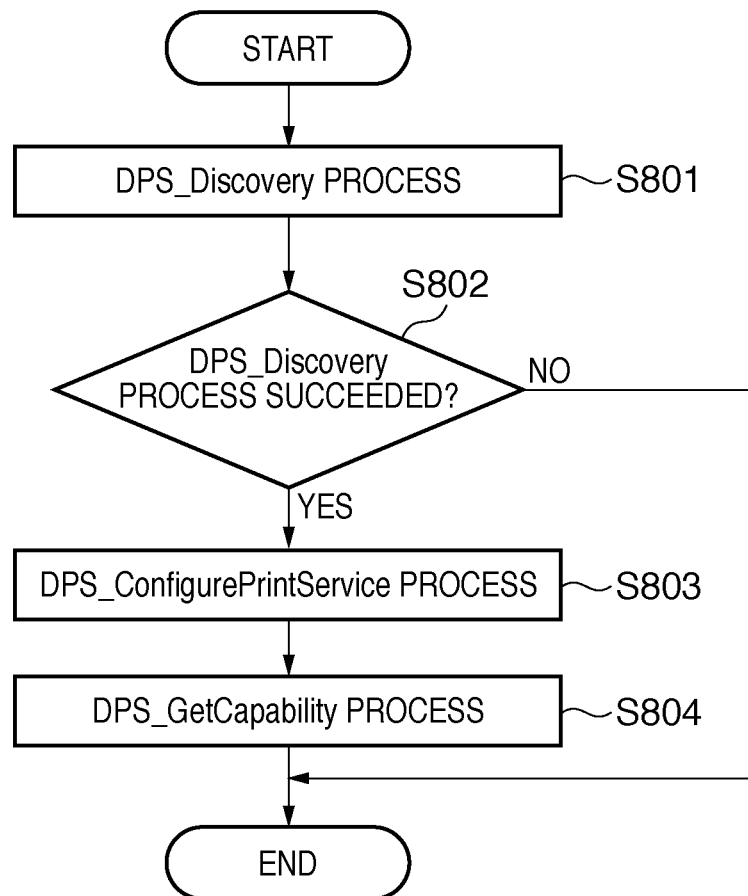 START
DPS_Discovery PROCESS
S801
S802
DPS_Discovery
PROCESS SUCCEEDED?
NO
YES
DPS_ConfigurePrintService PROCESS
S803
DPS_GetCapability PROCESS
S804
END